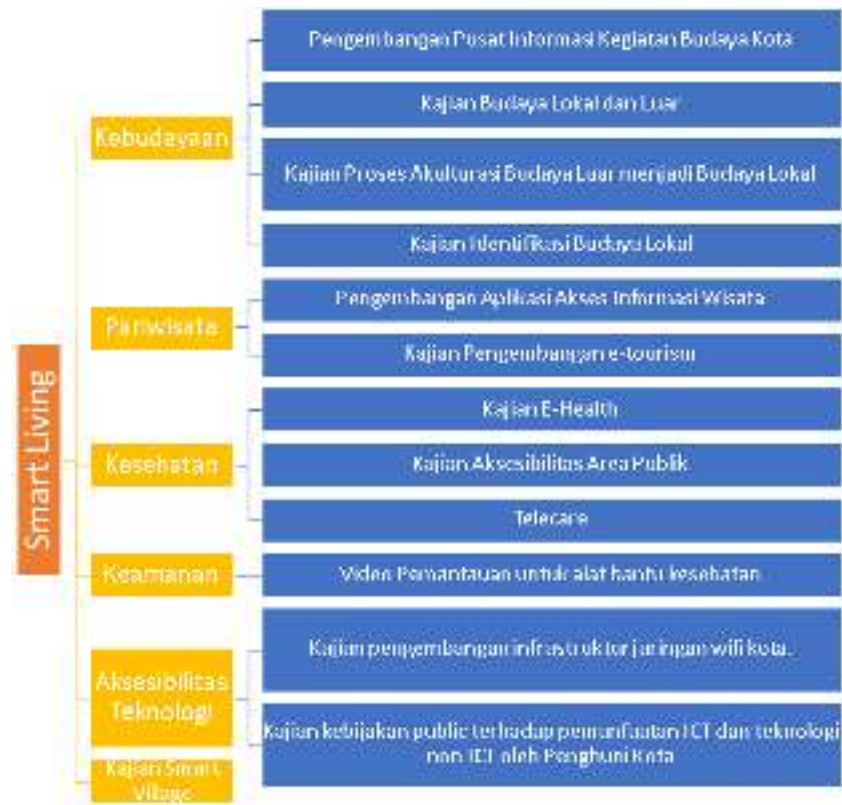 Smart Living
Kebudayaan
Pengembangan Pusat Informasi Kegiatan Budaya Kota
Kajian Budaya Lokal dan Luar
Kajian Proses Akulturasi Budaya Luar menjadi Budaya Lokal
Kajian Identifikasi Budaya Lokal
Pariwisata
Pengembangan Aplikasi Akses Informasi Wisata
Kajian Pengembangan e-tourism
Kesehatan
Kajian E-Health
Kajian Aksesibilitas Area Publik
Telecare
Keamanan
Video Pemantauan untuk alat bantu kesehatan
Aksesibilitas
Teknologi
Kajian pengembangan infrastruktur jaringan wifi kota.
Kajian kebijakan public terhadap pemanfaatan ICT dan teknologi
non ICT oleh Penghuni Kota
Kajian Smart
Village